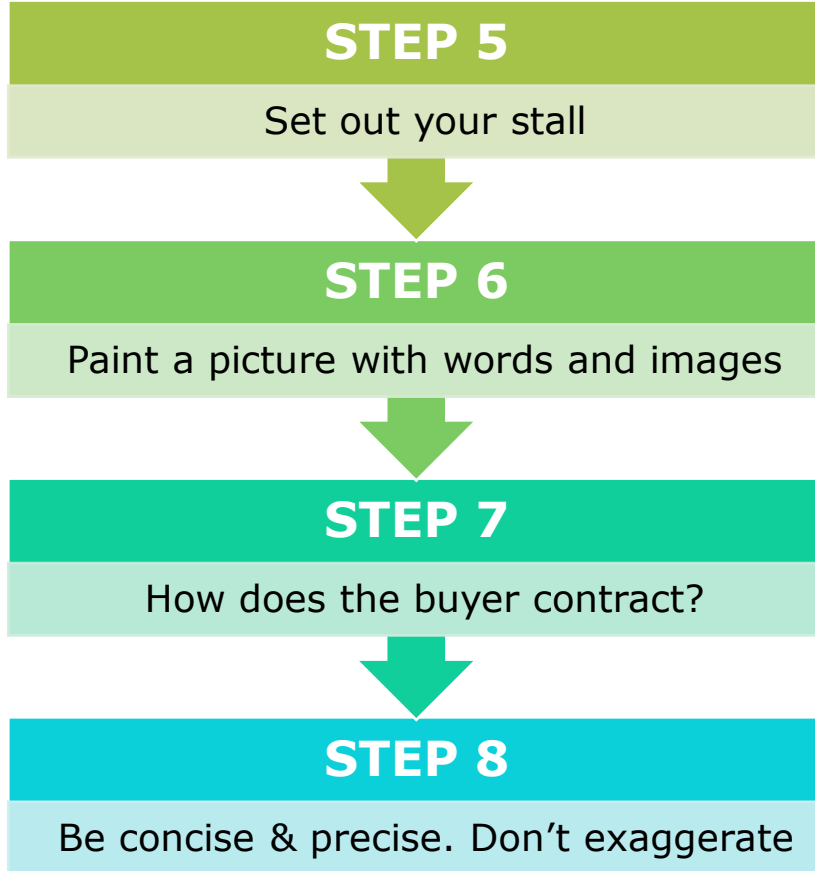 STEP 5
Set out your stall
STEP 6
Paint a picture with words and images
STEP 7
How does the buyer contract?
STEP 8
Be concise & precise. Don’t exaggerate